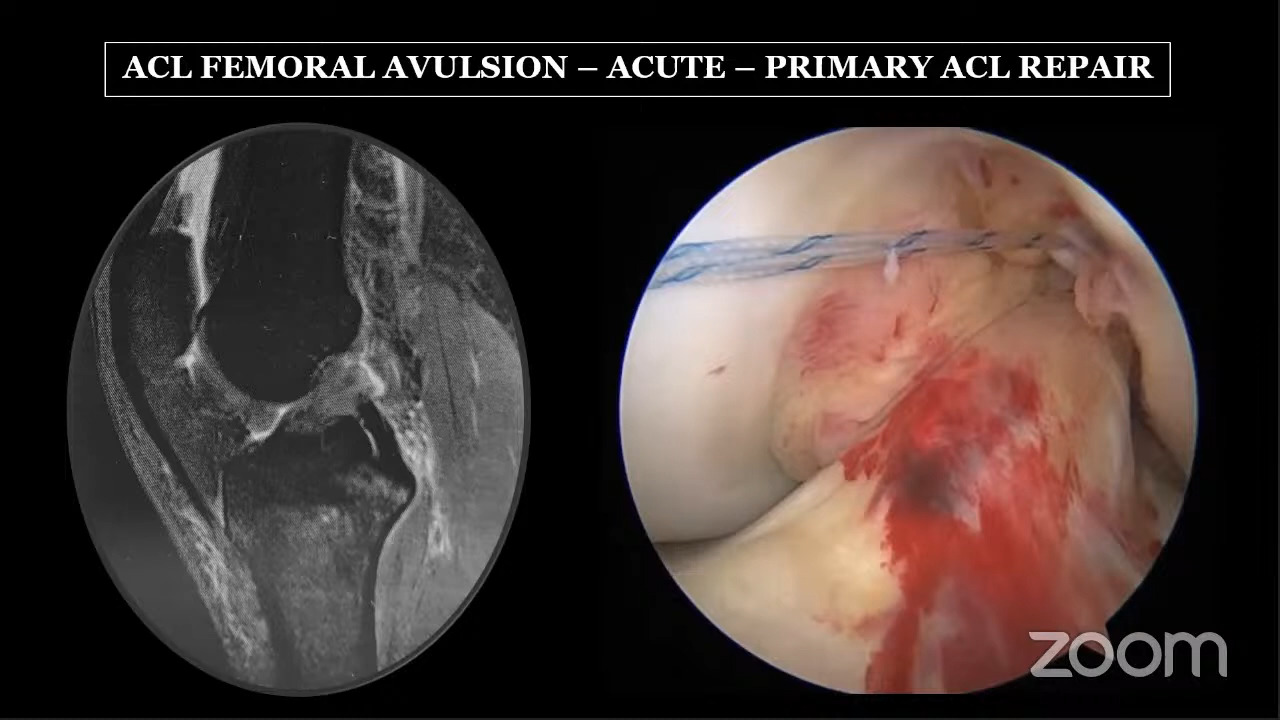 ACL FEMORAL AVULSION – ACUTE – PRIMARY ACL REPAIR
zoom